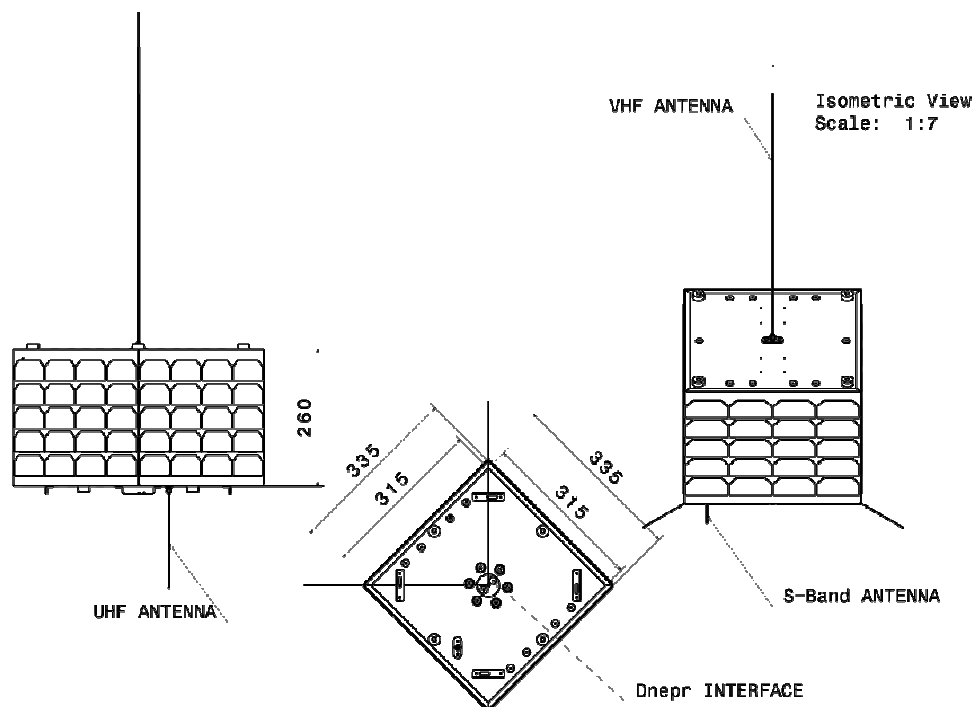 VHF ANTENNA
Isometric View
Scale: 1:7
260
335
315
335
315
UHF ANTENNA
S-Band ANTENNA
Dnepr INTERFACE